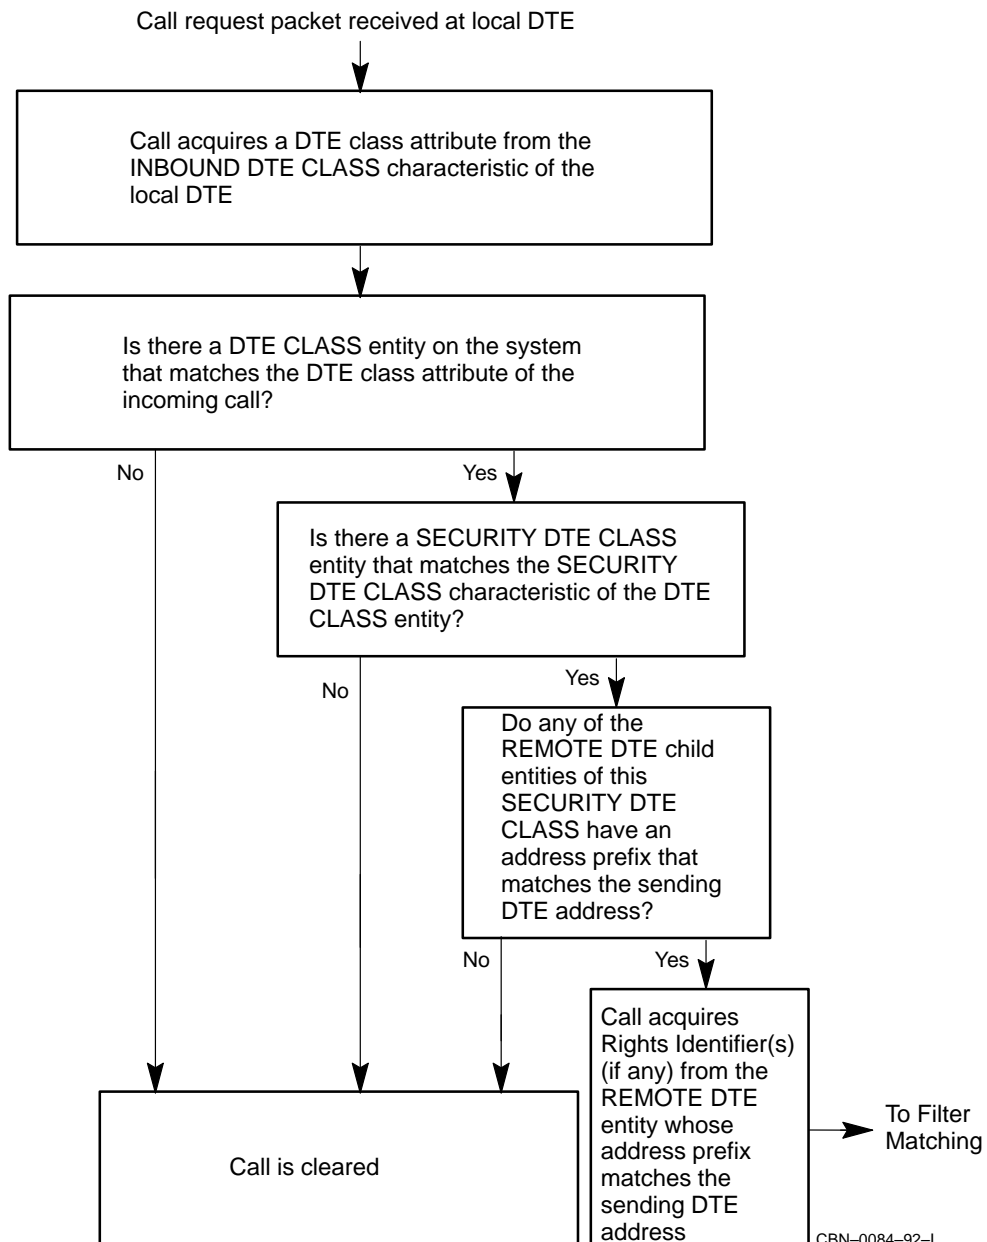 Call request packet received at local DTE
Call acquires a DTE class attribute from the
INBOUND DTE CLASS characteristic of the
local DTE
Is there a DTE CLASS entity on the system
that matches the DTE class attribute of the
incoming call?
No
Yes
Is there a SECURITY DTE CLASS
entity that matches the SECURITY
DTE CLASS characteristic of the DTE
CLASS entity?
No
Yes
Do any of the
REMOTE DTE child
entities of this
SECURITY DTE
CLASS have an
address prefix that
matches the sending
DTE address?
No
Yes
Call acquires
Rights Identifier(s)
(if any) from the
REMOTE DTE
entity whose
address prefix
matches the
sending DTE
address
To Filter
Matching
Call is cleared
CBN–0084–92–I